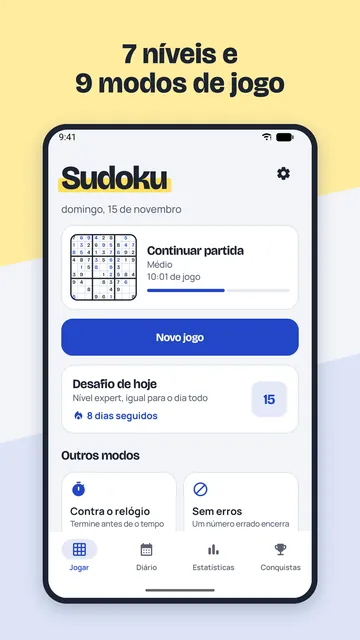 7 níveis e
9 modos de jogo
9:41
Sudoku
domingo, 15 de novembro
Continuar partida
Médio
10:01 de jogo
Novo jogo
Desafio de hoje
Nível expert, igual para o dia todo
8 dias seguidos
15
Outros modos
Contra o relógio
Termine antes de o tempo
Sem erros
Um número errado encerra
Jogar
Diário
Estatísticas
Conquistas